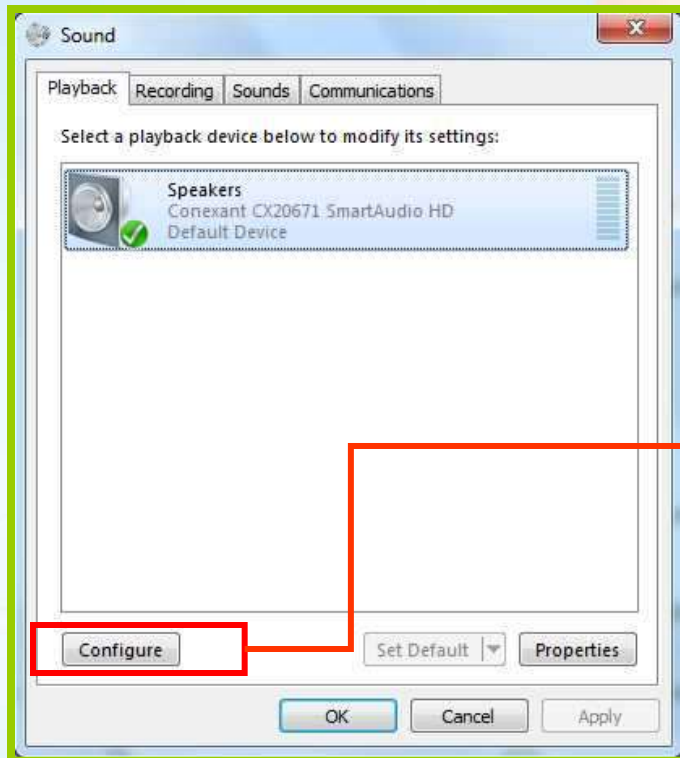 Sound
Playback Recording Sounds Communications
Select a playback device below to modify its settings:
Speakers
Conexant CX20671 SmartAudio HD
Default Device
Configure Set Default Properties
OK Cancel Apply